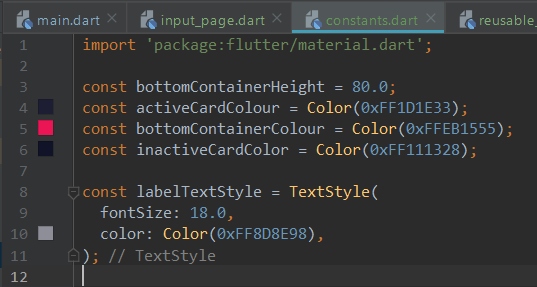 main.dart input_page.dart constants.dart reusable_
1 import 'package:flutter/material.dart';
2
3 const bottomContainerHeight = 80.0;
4 const activeCardColour = Color(0xFF1D1E33);
5 const bottomContainerColour = Color(0xFFEB1555);
6 const inactiveCardColor = Color(0xFF111328);
7
8 const labelTextStyle = TextStyle(
9 fontSize: 18.0,
10 color: Color(0xFF8D8E98),
11 ); // TextStyle
12